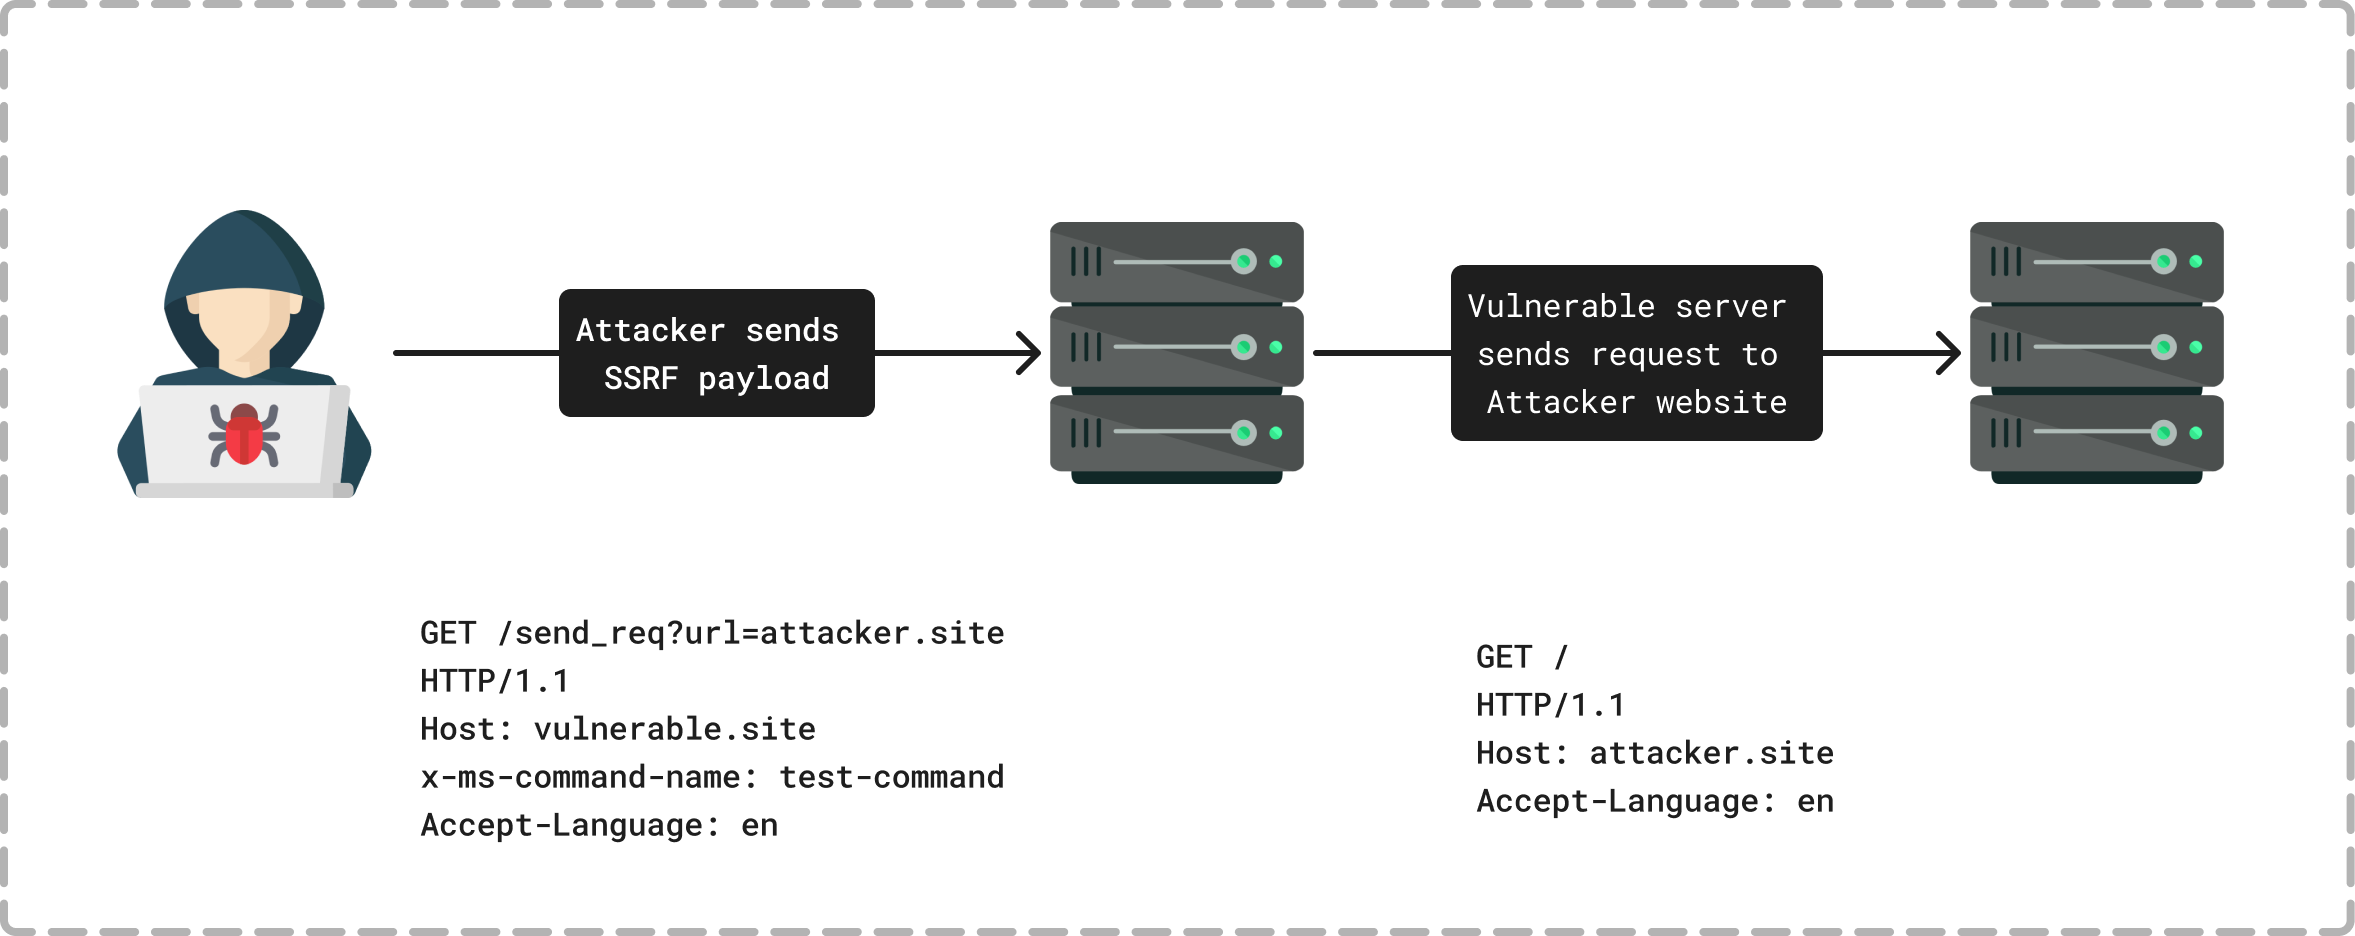 Attacker sends
SSRF payload
Vulnerable server
sends request to
Attacker website
GET /send_req?url=attacker.site
HTTP/1.1
Host: vulnerable.site
x-ms-command-name: test-command
Accept-Language: en
GET /
HTTP/1.1
Host: attacker.site
Accept-Language: en